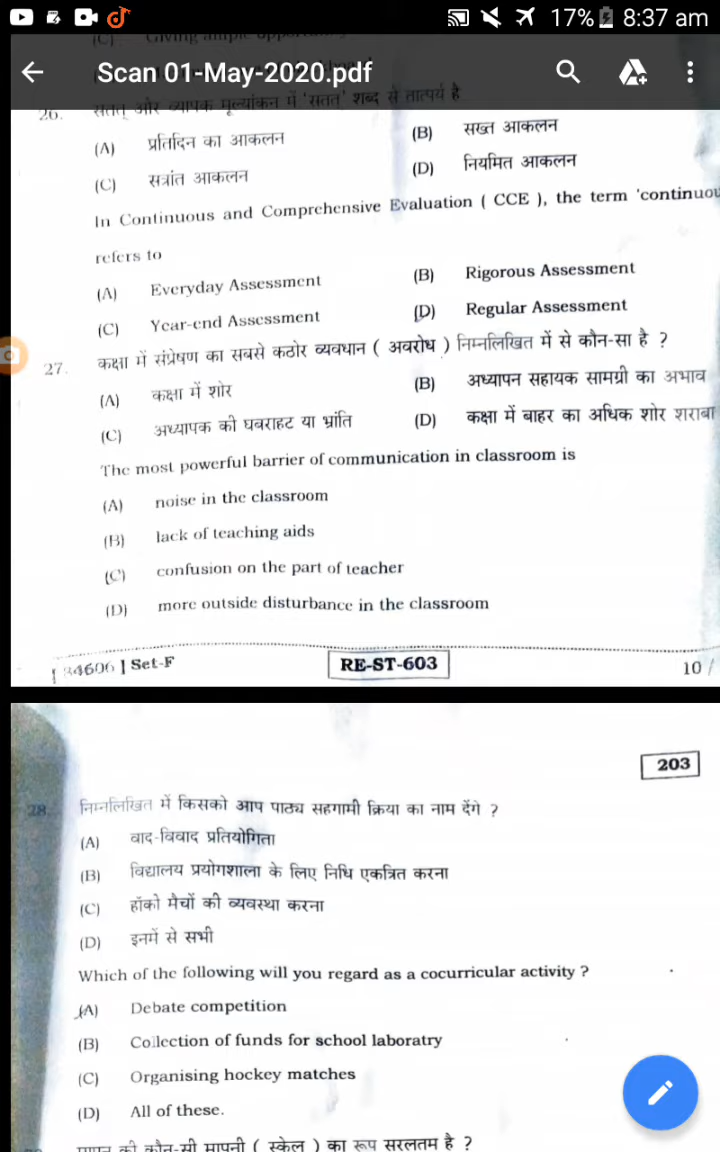 17% 8:37 am
Scan 01-May-2020.pdf
(C) Giving ample
26. सतत् और व्यापक मूल्यांकन में 'सतत' शब्द से तात्पर्य है
(A) प्रतिदिन का आकलन (B) सख्त आकलन
(C) सत्रांत आकलन (D) नियमित आकलन
In Continuous and Comprehensive Evaluation ( CCE ), the term 'continuou
refers to
(A) Everyday Assessment (B) Rigorous Assessment
(C) Year-end Assessment (D) Regular Assessment
27. कक्षा में संप्रेषण का सबसे कठोर व्यवधान ( अवरोध ) निम्नलिखित में से कौन-सा है ?
(A) कक्षा में शोर (B) अध्यापन सहायक सामग्री का अभाव
(C) अध्यापक की घबराहट या भ्रांति (D) कक्षा में बाहर का अधिक शोर शराबा
The most powerful barrier of communication in classroom is
(A) noise in the classroom
(B) lack of teaching aids
(C) confusion on the part of teacher
(D) more outside disturbance in the classroom
[ 34606 ] Set-F RE-ST-603 10 /
203
28. निम्नलिखित में किसको आप पाठ्य सहगामी क्रिया का नाम देंगे ?
(A) वाद-विवाद प्रतियोगिता
(B) विद्यालय प्रयोगशाला के लिए निधि एकत्रित करना
(C) हॉकी मैचों की व्यवस्था करना
(D) इनमें से सभी
Which of the following will you regard as a cocurricular activity ?
(A) Debate competition
(B) Collection of funds for school laboratry
(C) Organising hockey matches
(D) All of these.
मापन की कौन-सी मापनी ( स्केल ) का रूप सरलतम है ?